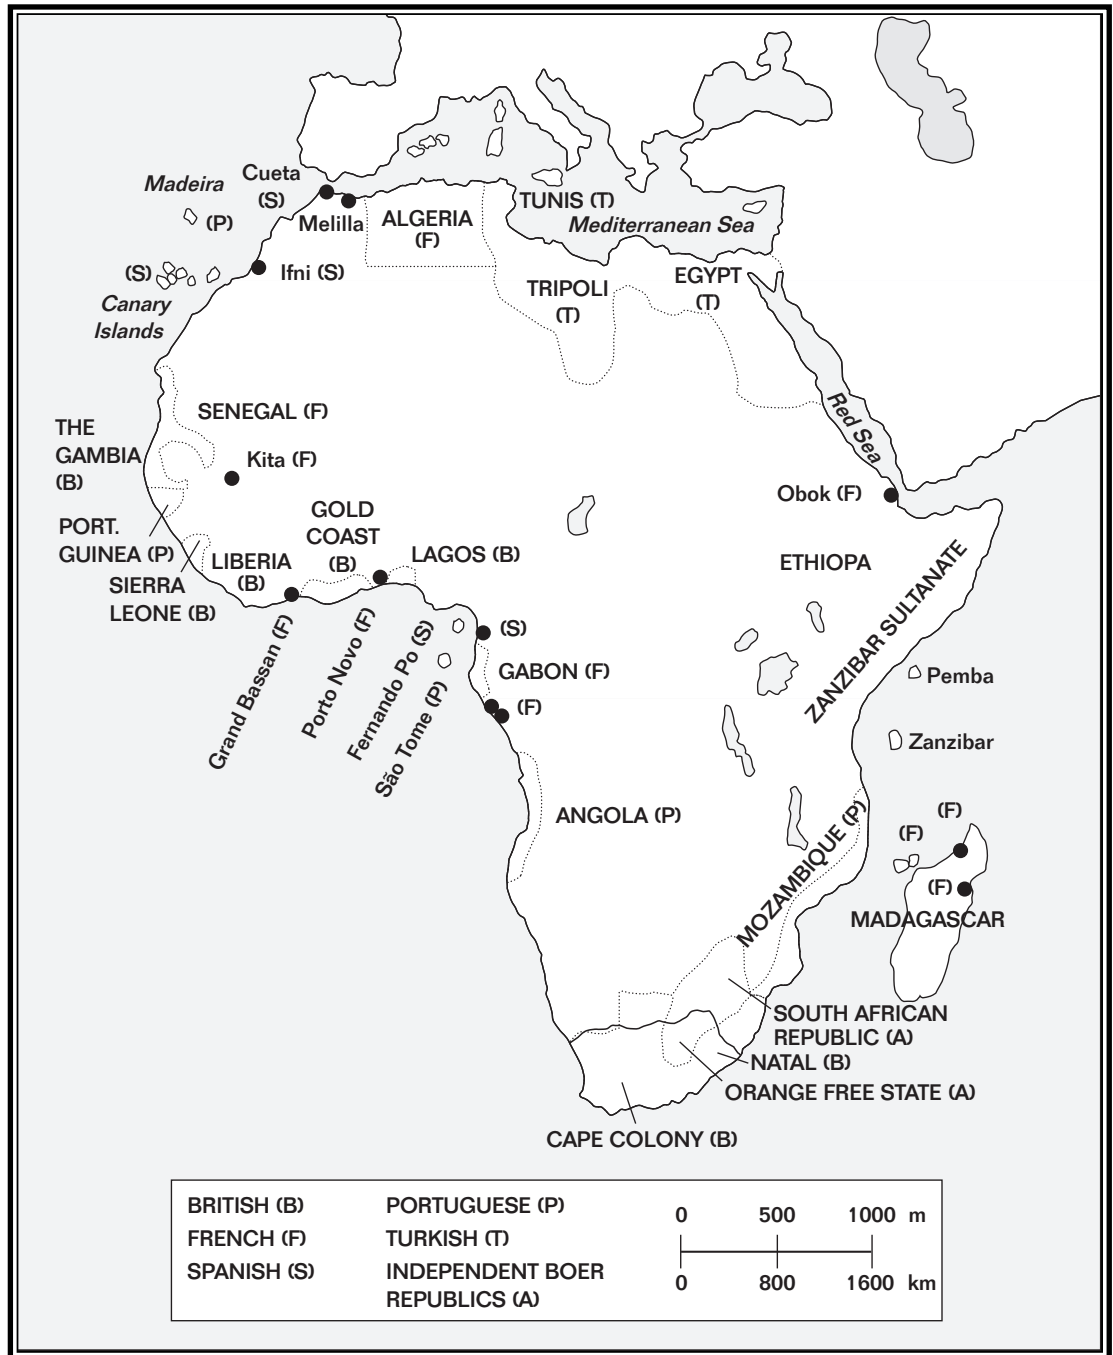 Cueta
(S)
Madeira
(P)
Melilla
ALGERIA
(F)
TUNIS (T)
Mediterranean Sea
(S)
Canary
Islands
Ifni (S)
TRIPOLI
(T)
EGYPT
(T)
Red Sea
SENEGAL (F)
THE
GAMBIA
(B)
Kita (F)
Obok (F)
PORT.
GUINEA (P)
GOLD
COAST
(B)
LAGOS (B)
LIBERIA
(B)
SIERRA
LEONE (B)
ETHIOPA
ZANZIBAR SULTANATE
Grand Bassan (F)
Porto Novo (F)
Fernando Po (S)
São Tome (P)
(S)
GABON (F)
(F)
Pemba
Zanzibar
ANGOLA (P)
MOZAMBIQUE (P)
(F)
(F)
(F)
MADAGASCAR
SOUTH AFRICAN
REPUBLIC (A)
NATAL (B)
ORANGE FREE STATE (A)
CAPE COLONY (B)
BRITISH (B)
FRENCH (F)
SPANISH (S)
PORTUGUESE (P)
TURKISH (T)
INDEPENDENT BOER
REPUBLICS (A)
0 500 1000 m
0 800 1600 km